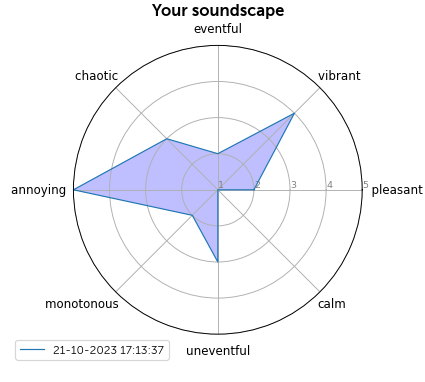 Your soundscape
eventful
chaotic
vibrant
annoying
1 2 3 4 5
pleasant
monotonous
calm
uneventful
21-10-2023 17:13:37